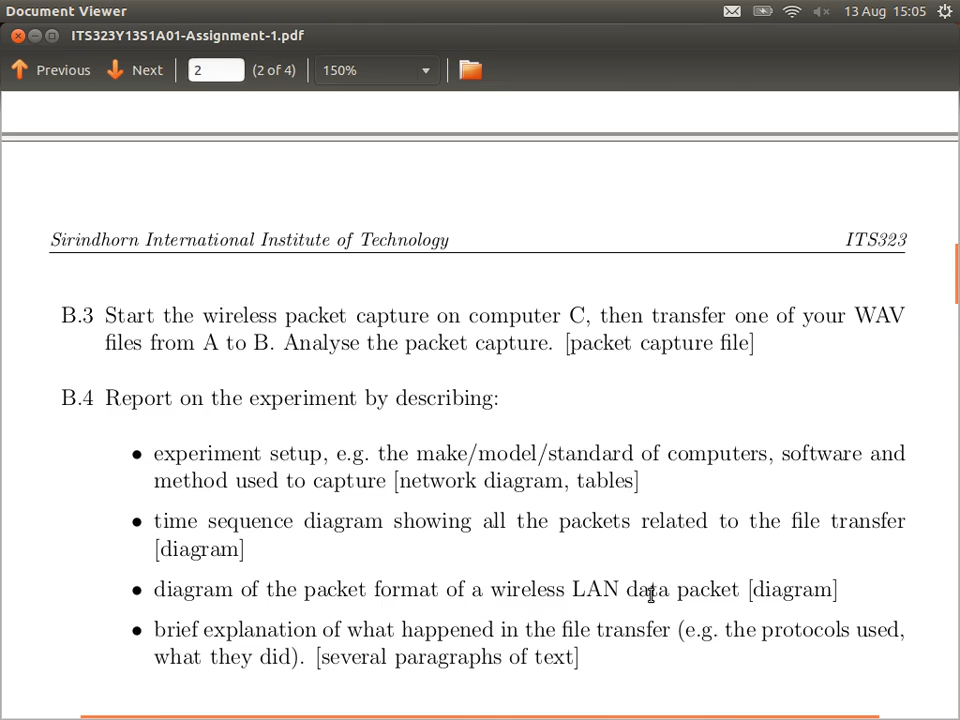 Document Viewer 13 Aug 15:05
ITS323Y13S1A01-Assignment-1.pdf
Previous Next 2 (2 of 4) 150%
Sirindhorn International Institute of Technology ITS323
B.3 Start the wireless packet capture on computer C, then transfer one of your WAV
files from A to B. Analyse the packet capture. [packet capture file]
B.4 Report on the experiment by describing:
• experiment setup, e.g. the make/model/standard of computers, software and
method used to capture [network diagram, tables]
• time sequence diagram showing all the packets related to the file transfer
[diagram]
• diagram of the packet format of a wireless LAN data packet [diagram]
• brief explanation of what happened in the file transfer (e.g. the protocols used,
what they did). [several paragraphs of text]